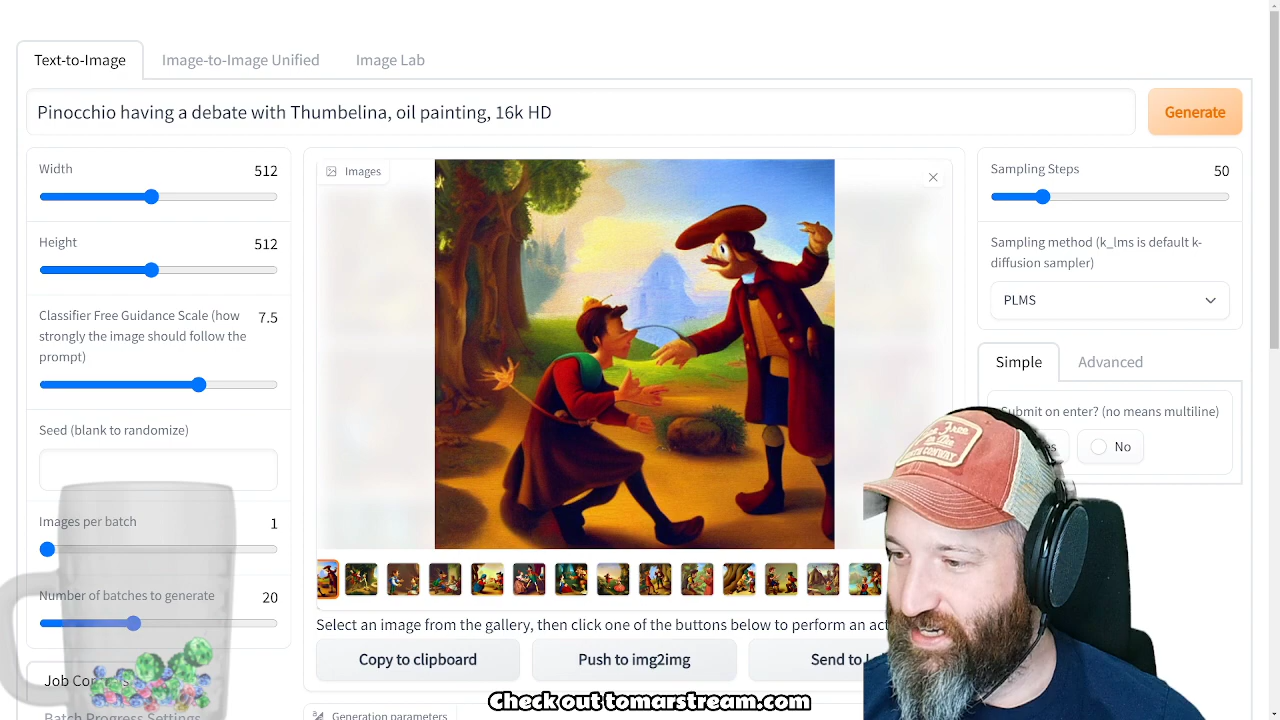 Text-to-Image
Image-to-Image Unified
Image Lab
Pinocchio having a debate with Thumbelina, oil painting, 16k HD
Generate
Width
512
Height
512
Classifier Free Guidance Scale (how
strongly the image should follow the
prompt)
7.5
Seed (blank to randomize)
Images per batch
1
Number of batches to generate
20
Job Co
Batch Progress Settings
Images
Select an image from the gallery, then click one of the buttons below to perform an act
Copy to clipboard
Push to img2img
Send to
Generation parameters
Sampling Steps
50
Sampling method (k_lms is default k-
diffusion sampler)
PLMS
Simple
Advanced
Submit on enter? (no means multiline)
No
Check out tomarstream.com